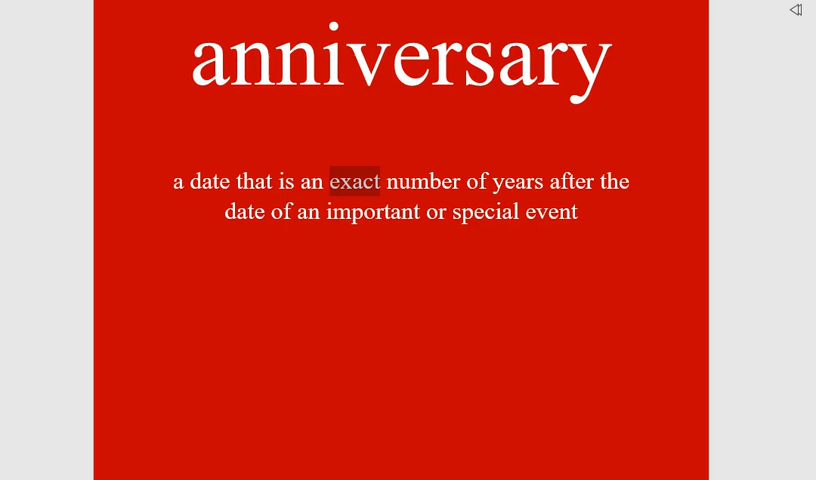 anniversary
a date that is an exact number of years after the
date of an important or special event